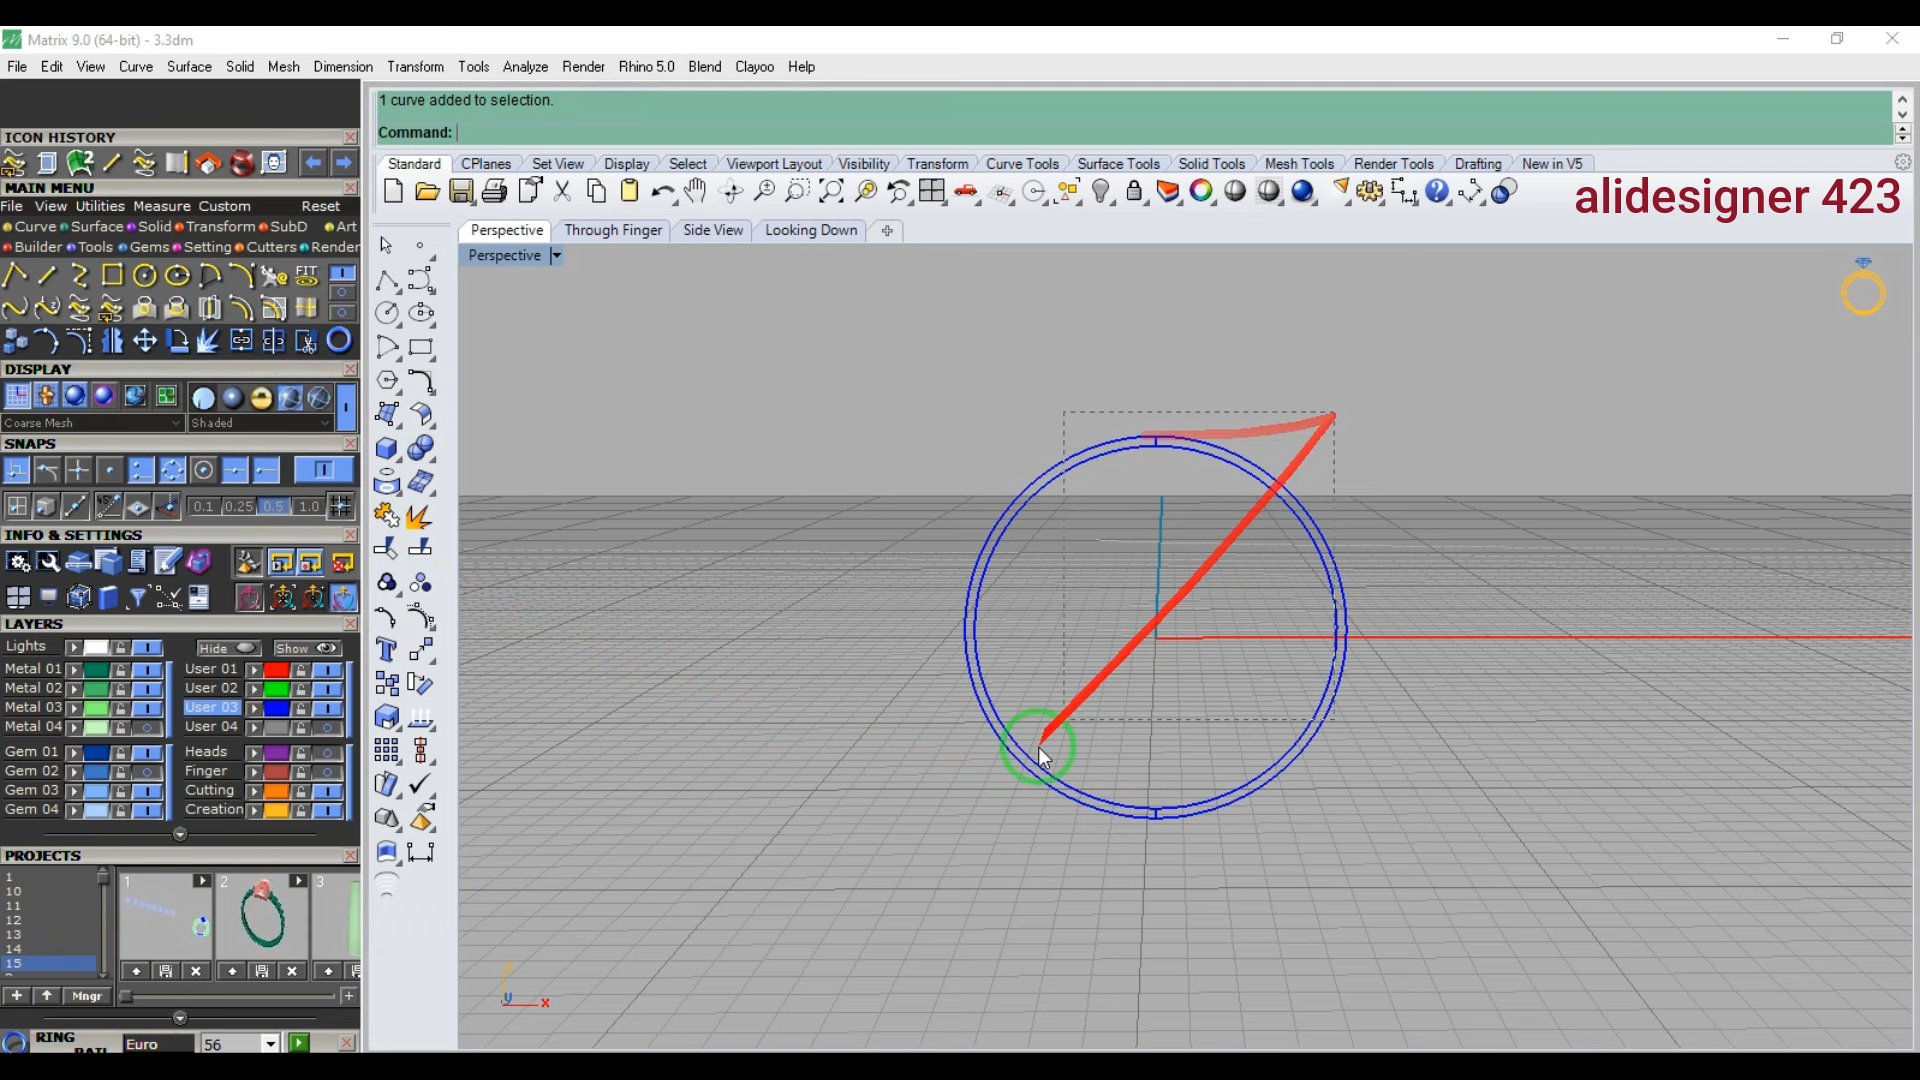 Matrix 9.0 (64-bit) - 3.3dm
File Edit View Curve Surface Solid Mesh Dimension Transform Tools Analyze Render Rhino 5.0 Blend Clayoo Help
1 curve added to selection.
Command:
Standard CPlanes Set View Display Select Viewport Layout Visibility Transform Curve Tools Surface Tools Solid Tools Mesh Tools Render Tools Drafting New in V5
alidesigner 423
Perspective Through Finger Side View Looking Down
Perspective
ICON HISTORY
MAIN MENU
File View Utilities Measure Custom Reset
Curve Surface Solid Transform SubD Art
Builder Tools Gems Setting Cutters Render
FIT
DISPLAY
Coarse Mesh Shaded
SNAPS
0.1 0.25 0.5 1.0
INFO & SETTINGS
LAYERS
Lights Hide Show
Metal 01 User 01
Metal 02 User 02
Metal 03 User 03
Metal 04 User 04
Gem 01 Heads
Gem 02 Finger
Gem 03 Cutting
Gem 04 Creation
PROJECTS
1
10
11
12
13
14
15
1 2 3
Mngr
RING
Euro 56
y x